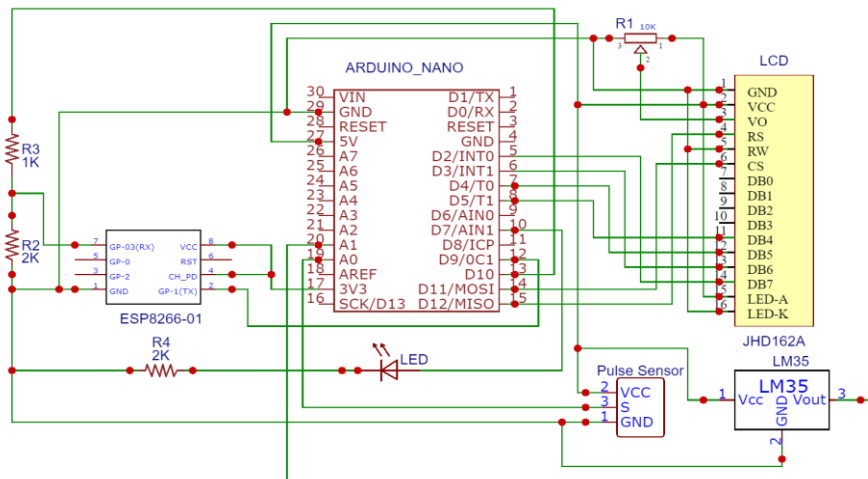 R1 10K
3 1
2
LCD
ARDUINO_NANO
30 VIN D1/TX 1
29 GND D0/RX 2
28 RESET RESET 3
27 5V GND 4
26 A7 D2/INT0 5
25 A6 D3/INT1 6
24 A5 D4/T0 7
23 A4 D5/T1 8
22 A3 D6/AIN0 9
21 A2 D7/AIN1 10
20 A1 D8/ICP 11
19 A0 D9/0C1 12
18 AREF D10 13
17 3V3 D11/MOSI 14
16 SCK/D13 D12/MISO 15
1 GND
2 VCC
3 VO
4 RS
5 RW
6 CS
7 DB0
8 DB1
9 DB2
10 DB3
11 DB4
12 DB5
13 DB6
14 DB7
15 LED-A
16 LED-K
JHD162A
R3
1K
R2
2K
7 GP-03(RX) VCC 8
5 GP-0 RST 6
3 GP-2 CH_PD 4
1 GND GP-1(TX) 2
ESP8266-01
R4
2K
LED
Pulse Sensor
2 VCC
3 S
1 GND
LM35
LM35
1 Vcc GND Vout 3
2